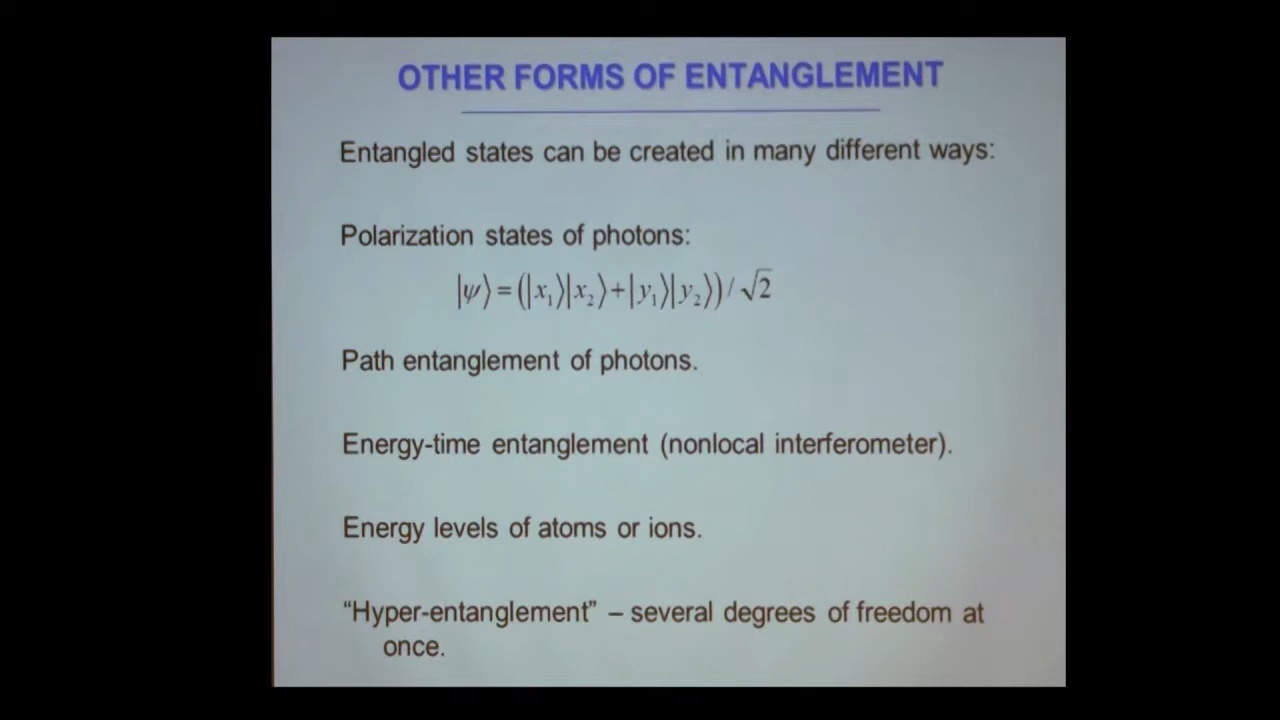 OTHER FORMS OF ENTANGLEMENT
Entangled states can be created in many different ways:
Polarization states of photons:
|ψ⟩=(|x₁⟩|x₂⟩+|y₁⟩|y₂⟩)/√2
Path entanglement of photons.
Energy-time entanglement (nonlocal interferometer).
Energy levels of atoms or ions.
“Hyper-entanglement” – several degrees of freedom at
once.